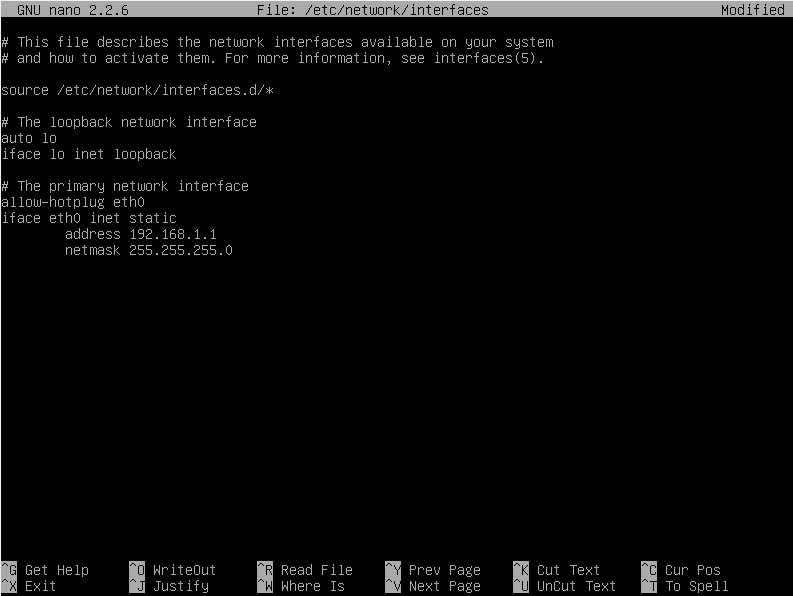 GNU nano 2.2.6 File: /etc/network/interfaces Modified
# This file describes the network interfaces available on your system
# and how to activate them. For more information, see interfaces(5).
source /etc/network/interfaces.d/*
# The loopback network interface
auto lo
iface lo inet loopback
# The primary network interface
allow-hotplug eth0
iface eth0 inet static
        address 192.168.1.1
        netmask 255.255.255.0
^G Get Help ^O WriteOut ^R Read File ^Y Prev Page ^K Cut Text ^C Cur Pos
^X Exit ^J Justify ^W Where Is ^V Next Page ^U UnCut Text ^T To Spell